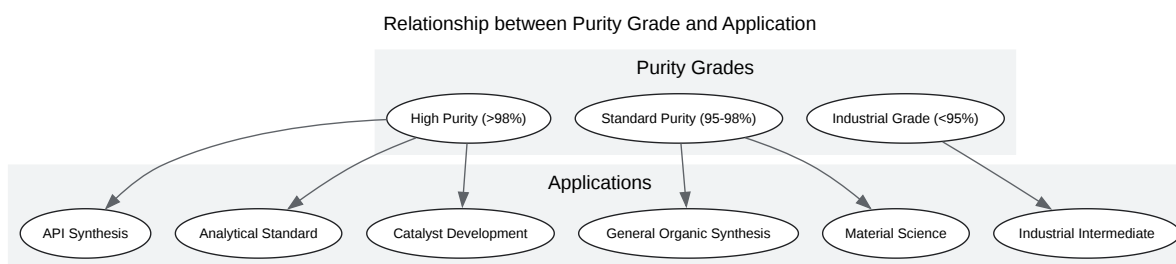 Relationship between Purity Grade and Application
Purity Grades
High Purity (>98%)
Standard Purity (95-98%)
Industrial Grade (<95%)
Applications
API Synthesis
Analytical Standard
Catalyst Development
General Organic Synthesis
Material Science
Industrial Intermediate